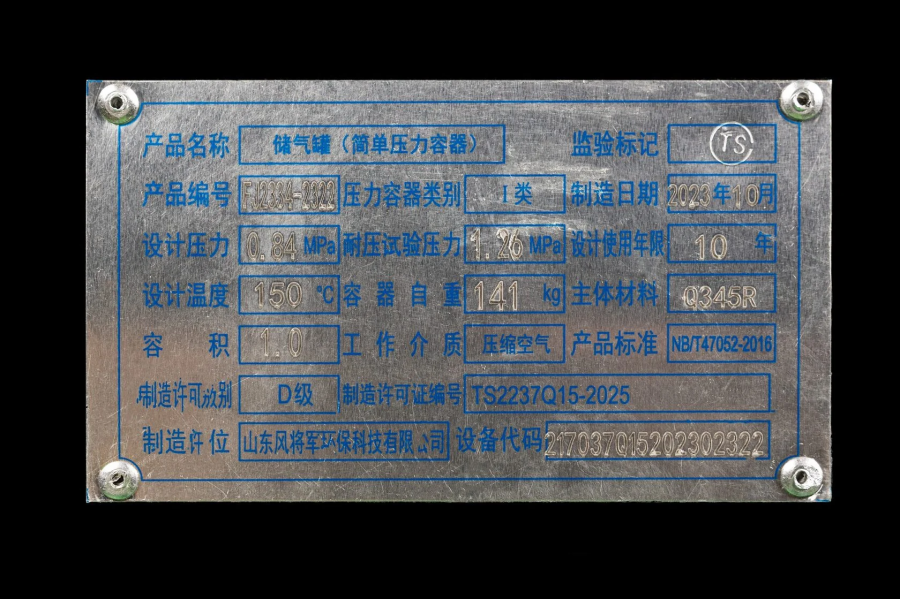 产品名称 储气罐（简单压力容器） 监验标记 TS
产品编号 压力容器类别 I类 制造日期 2023年10月
设计压力 0.84 MPa 耐压试验压力 1.26 MPa 设计使用年限 10 年
设计温度 150 ℃ 容器自重 141 kg 主体材料 Q345R
容积 1.0 工作介质 压缩空气 产品标准 NB/T47052-2016
制造许可级别 D级 制造许可证编号 TS2237Q15-2025
制造许位 山东风将军环保科技有限公司 设备代码 217037Q15202302322